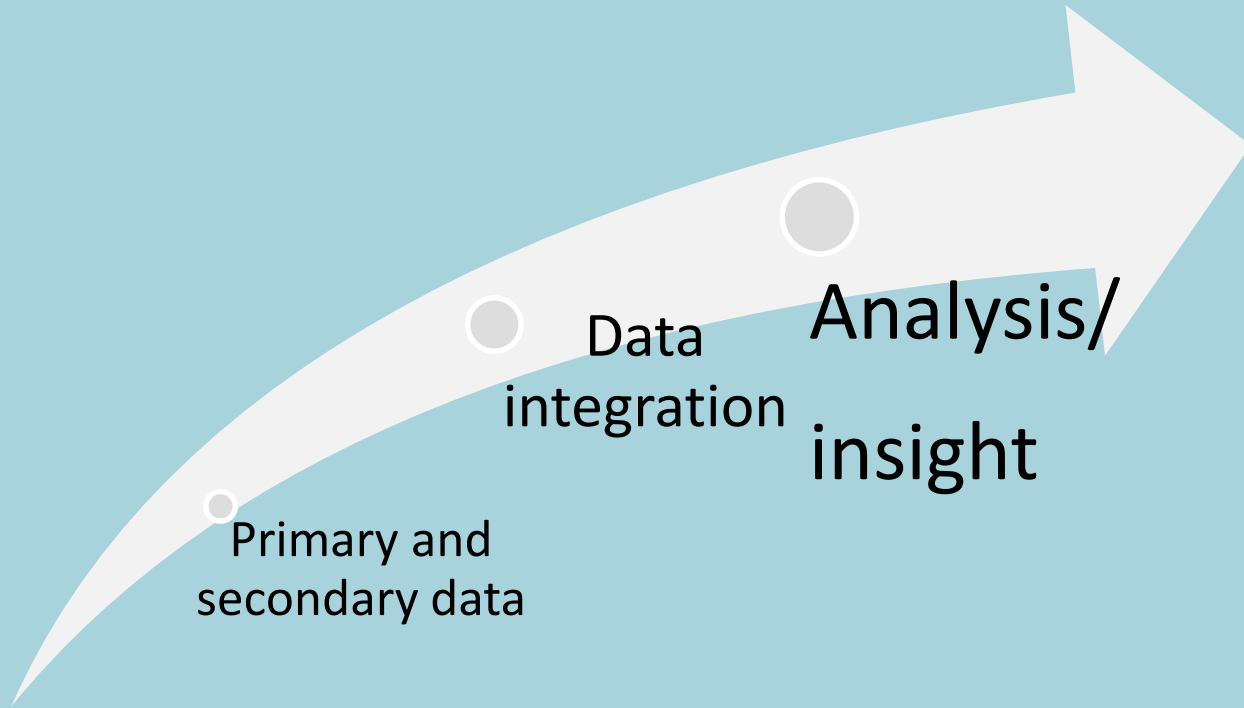 Primary and
secondary data
Data
integration
Analysis/
insight